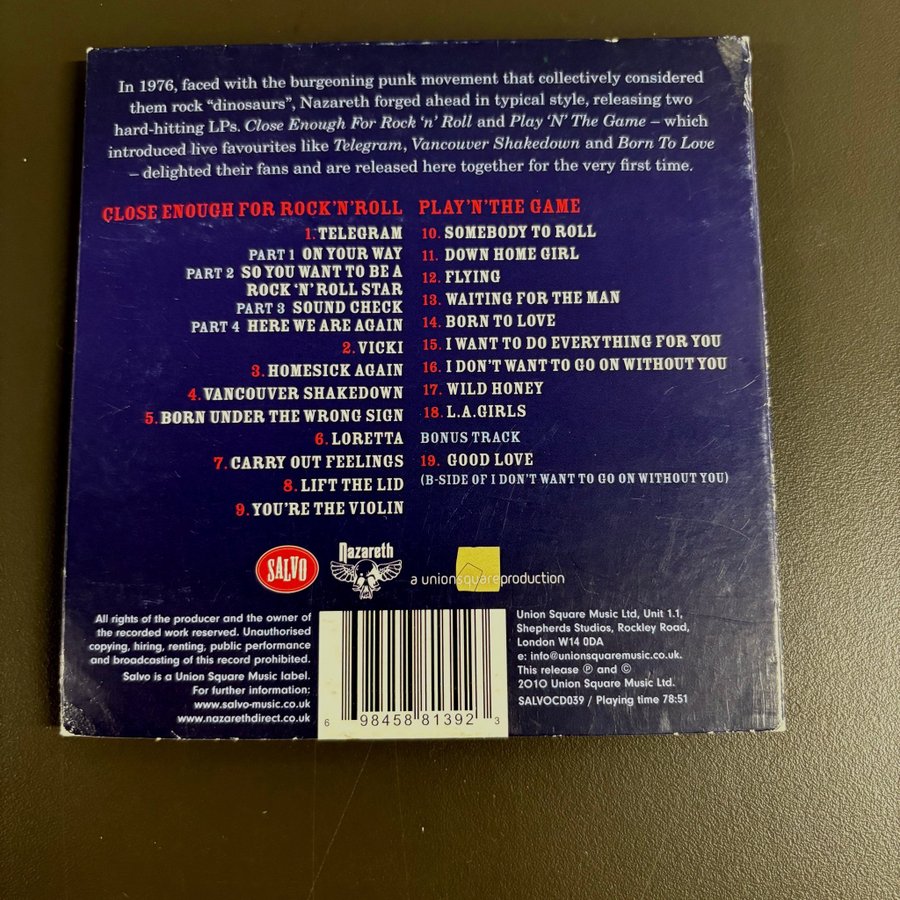 In 1976, faced with the burgeoning punk movement that collectively considered
them rock “dinosaurs”, Nazareth forged ahead in typical style, releasing two
hard-hitting LPs. Close Enough For Rock ‘n’ Roll and Play ‘N’ The Game – which
introduced live favourites like Telegram, Vancouver Shakedown and Born To Love
– delighted their fans and are released here together for the very first time.
CLOSE ENOUGH FOR ROCK'N'ROLL
1. TELEGRAM
PART 1 ON YOUR WAY
PART 2 SO YOU WANT TO BE A
ROCK ‘N’ ROLL STAR
PART 3 SOUND CHECK
PART 4 HERE WE ARE AGAIN
2. VICKI
3. HOMESICK AGAIN
4. VANCOUVER SHAKEDOWN
5. BORN UNDER THE WRONG SIGN
6. LORETTA
7. CARRY OUT FEELINGS
8. LIFT THE LID
9. YOU'RE THE VIOLIN
PLAY'N'THE GAME
10. SOMEBODY TO ROLL
11. DOWN HOME GIRL
12. FLYING
13. WAITING FOR THE MAN
14. BORN TO LOVE
15. I WANT TO DO EVERYTHING FOR YOU
16. I DON'T WANT TO GO ON WITHOUT YOU
17. WILD HONEY
18. L.A.GIRLS
BONUS TRACK
19. GOOD LOVE
(B-SIDE OF I DON'T WANT TO GO ON WITHOUT YOU)
SALVO
Nazareth
a unionsquareproduction
All rights of the producer and the owner of
the recorded work reserved. Unauthorised
copying, hiring, renting, public performance
and broadcasting of this record prohibited.
Salvo is a Union Square Music label.
For further information:
www.salvo-music.co.uk
www.nazarethdirect.co.uk
6 98458 81392 3
Union Square Music Ltd, Unit 1.1,
Shepherds Studios, Rockley Road,
London W14 0DA
e: info@unionsquaremusic.co.uk.
This release ℗ and ©
2010 Union Square Music Ltd.
SALVOCD039 / Playing time 78:51